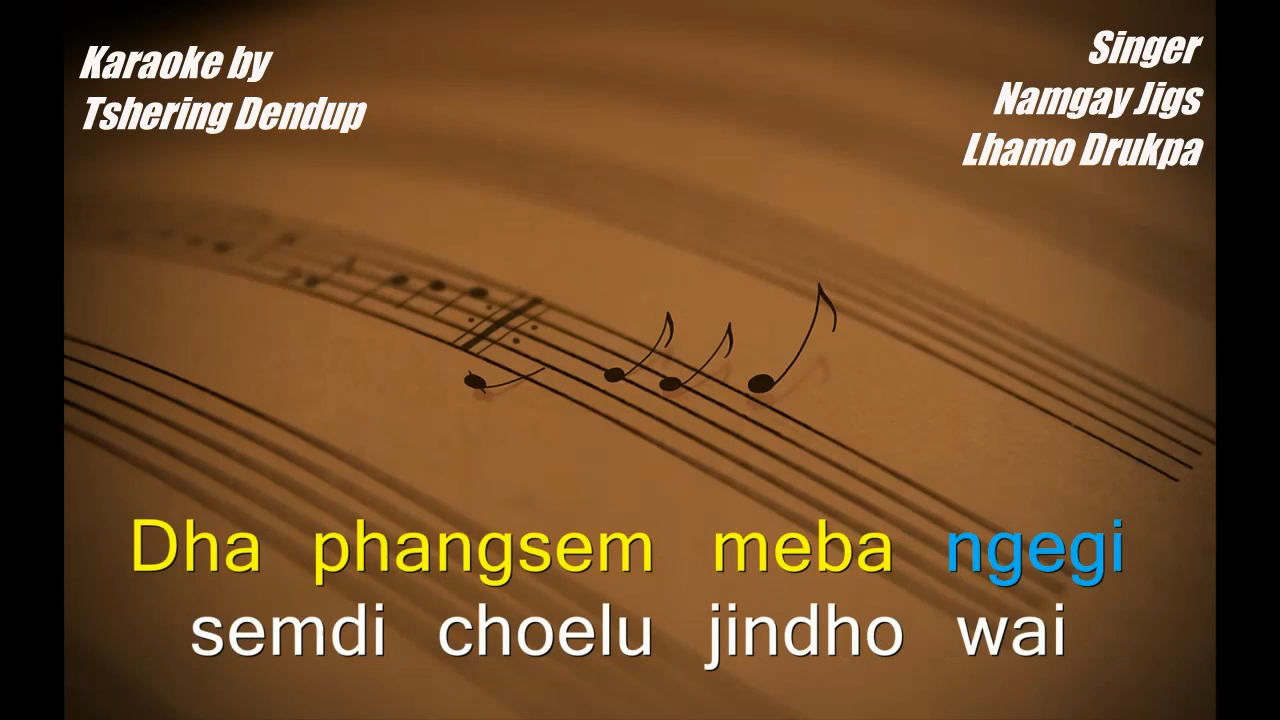 Karaoke by
Tshering Dendup
Singer
Namgay Jigs
Lhamo Drukpa
Dha phangsem meba ngegi
semdi choelu jindho wai